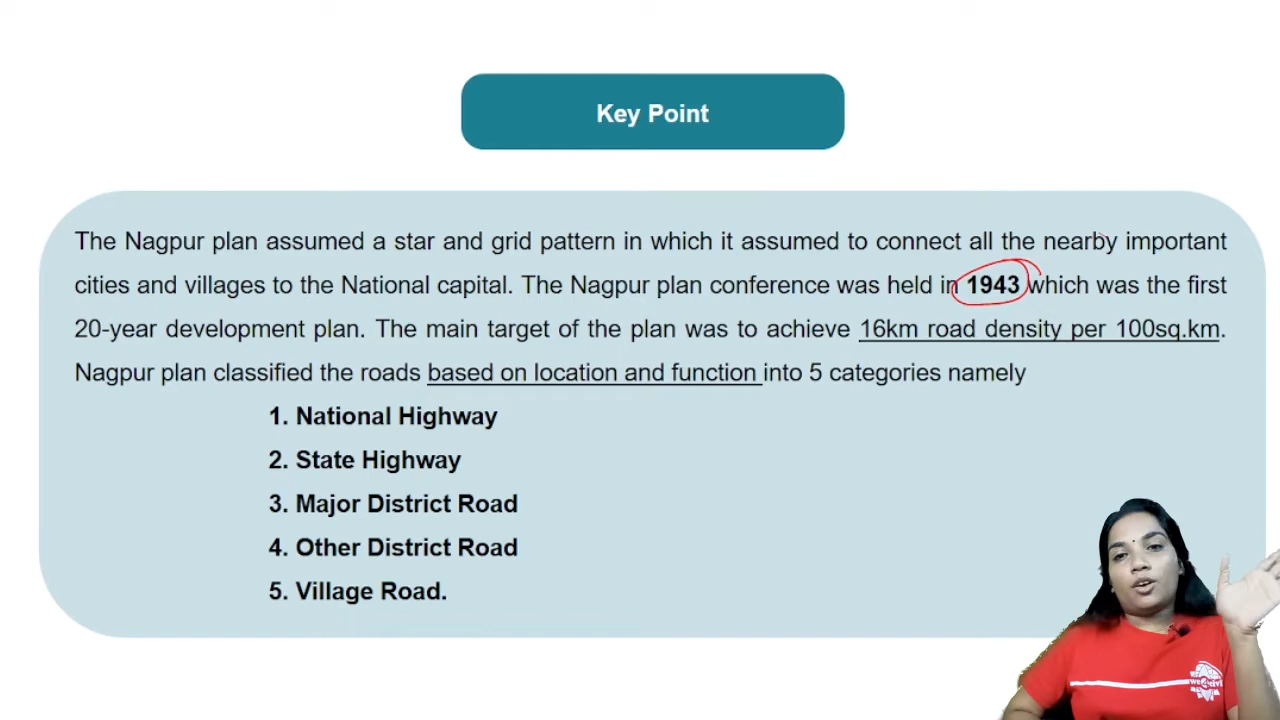 Key Point
The Nagpur plan assumed a star and grid pattern in which it assumed to connect all the nearby important
cities and villages to the National capital. The Nagpur plan conference was held in 1943 which was the first
20-year development plan. The main target of the plan was to achieve 16km road density per 100sq.km.
Nagpur plan classified the roads based on location and function into 5 categories namely
1. National Highway
2. State Highway
3. Major District Road
4. Other District Road
5. Village Road.